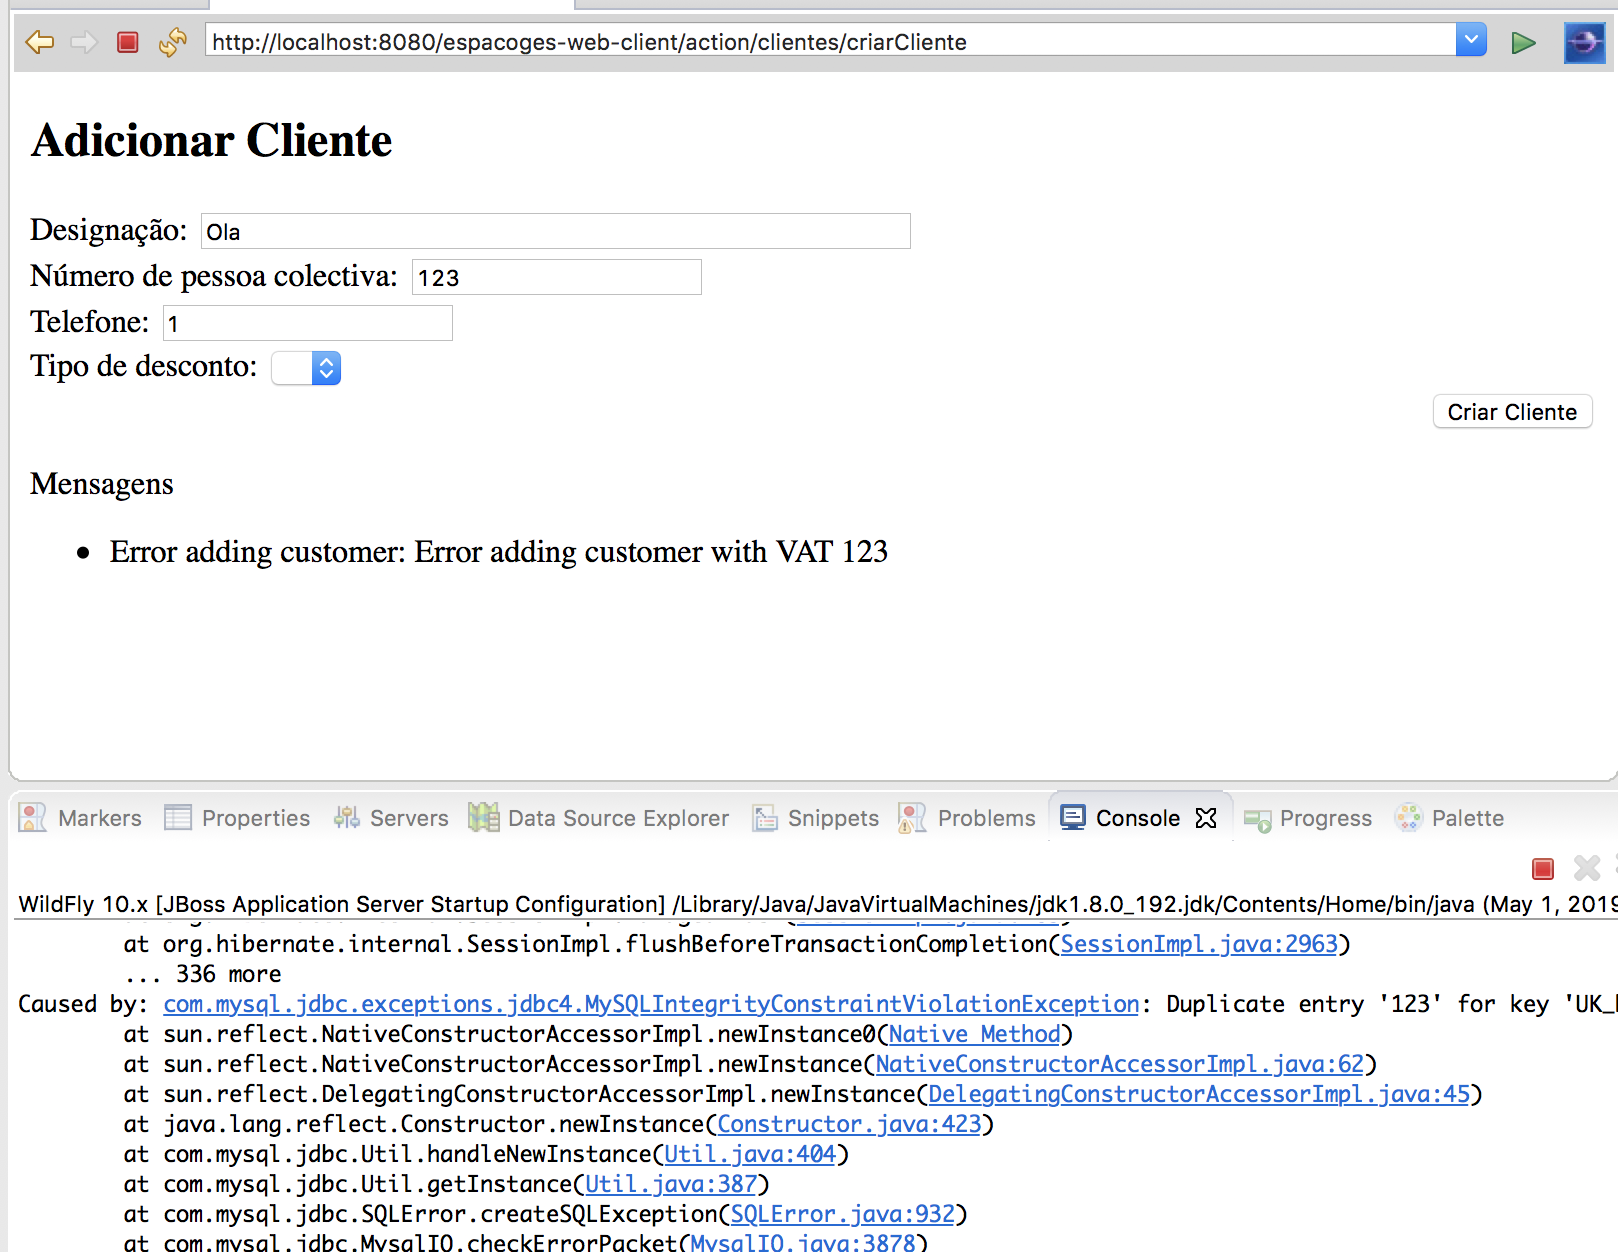 http://localhost:8080/espacoges-web-client/action/clientes/criarCliente
Adicionar Cliente
Designação: Ola
Número de pessoa colectiva: 123
Telefone: 1
Tipo de desconto:
Criar Cliente
Mensagens
• Error adding customer: Error adding customer with VAT 123
Markers Properties Servers Data Source Explorer Snippets Problems Console Progress Palette
WildFly 10.x [JBoss Application Server Startup Configuration] /Library/Java/JavaVirtualMachines/jdk1.8.0_192.jdk/Contents/Home/bin/java (May 1, 2019
at org.hibernate.internal.SessionImpl.flushBeforeTransactionCompletion(SessionImpl.java:2963)
... 336 more
Caused by: com.mysql.jdbc.exceptions.jdbc4.MySQLIntegrityConstraintViolationException: Duplicate entry '123' for key 'UK_
at sun.reflect.NativeConstructorAccessorImpl.newInstance0(Native Method)
at sun.reflect.NativeConstructorAccessorImpl.newInstance(NativeConstructorAccessorImpl.java:62)
at sun.reflect.DelegatingConstructorAccessorImpl.newInstance(DelegatingConstructorAccessorImpl.java:45)
at java.lang.reflect.Constructor.newInstance(Constructor.java:423)
at com.mysql.jdbc.Util.handleNewInstance(Util.java:404)
at com.mysql.jdbc.Util.getInstance(Util.java:387)
at com.mysql.jdbc.SQLError.createSQLException(SQLError.java:932)
at com.mysql.jdbc.MysqlIO.checkErrorPacket(MysqlIO.java:3878)